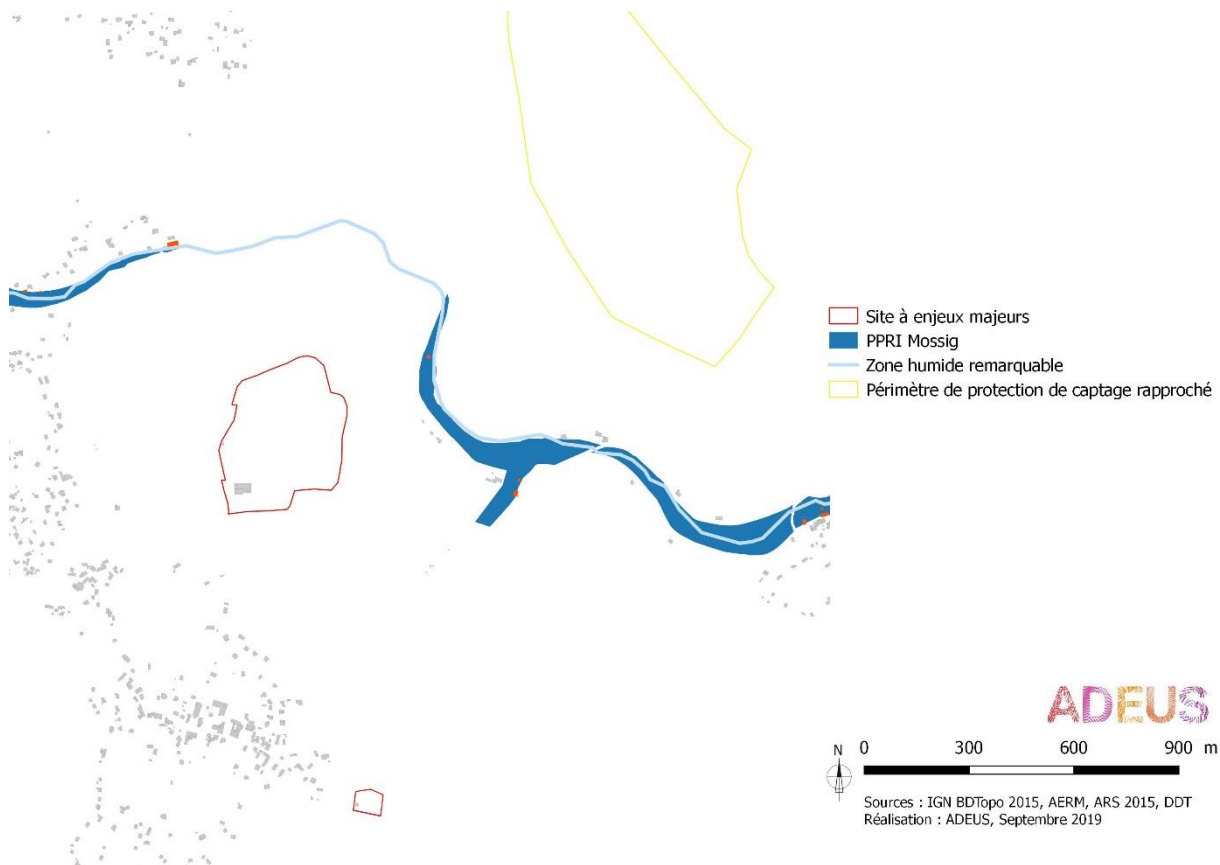 Site à enjeux majeurs
PPRI Mossig
Zone humide remarquable
Périmètre de protection de captage rapproché
ADEUS
N 0 300 600 900 m
Sources : IGN BDTopo 2015, AERM, ARS 2015, DDT
Réalisation : ADEUS, Septembre 2019